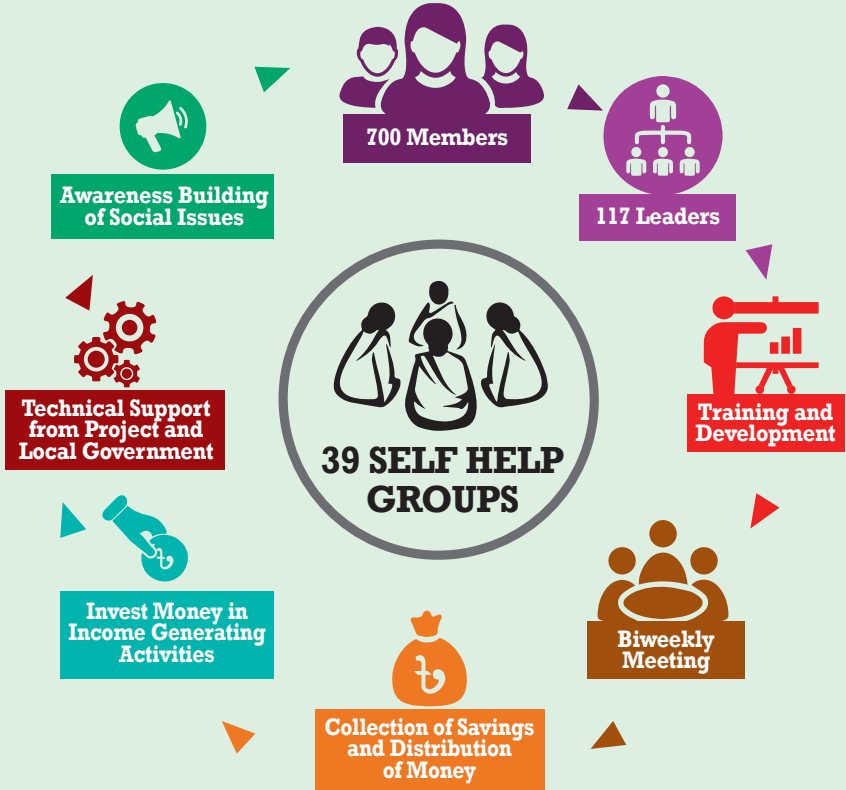 700 Members
117 Leaders
Training and
Development
Biweekly
Meeting
Collection of Savings
and Distribution
of Money
Invest Money in
Income Generating
Activities
Technical Support
from Project and
Local Government
Awareness Building
of Social Issues
39 SELF HELP
GROUPS
৳
৳